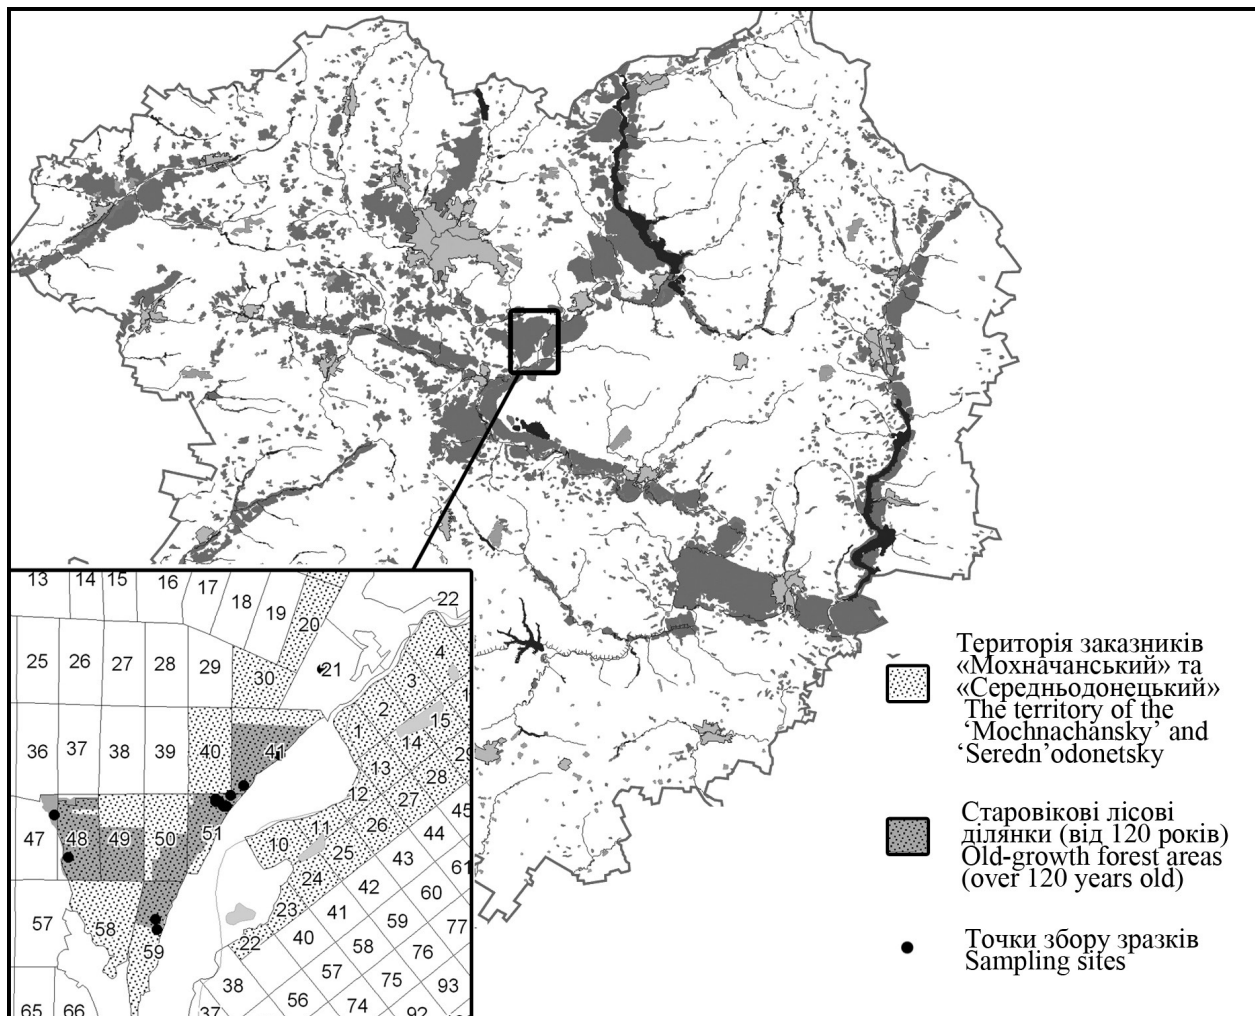 13 14 15 16 17 18 19 20 21 22
25 26 27 28 29 30 3 4
36 37 38 39 40 41 1 2 14 15
13 28 29
12 27 45
47 48 49 50 51 10 11 25 26 44
24 43 61
57 58 59 23 42 60
22 41 59 77
40 58 76
38 57 75 93
65 66 37 56 74 92
Територія заказників
«Мохначанський» та
«Середньодонецький»
The territory of the
‘Mochnachansky’ and
‘Seredn’odonetsky
Старовікові лісові
ділянки (від 120 років)
Old-growth forest areas
(over 120 years old)
Точки збору зразків
Sampling sites